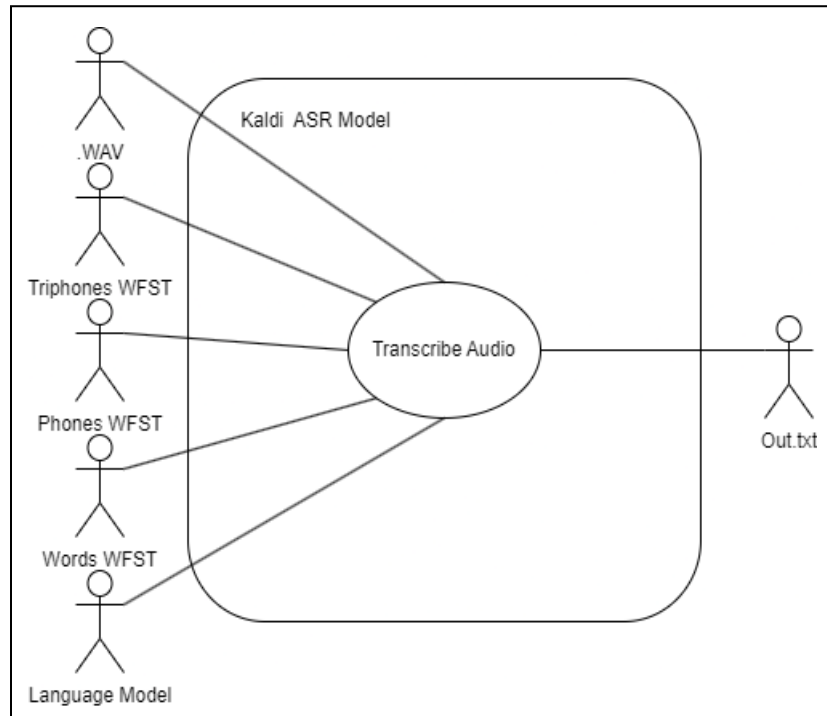 Kaldi ASR Model
.WAV
Triphones WFST
Transcribe Audio
Phones WFST
Out.txt
Words WFST
Language Model